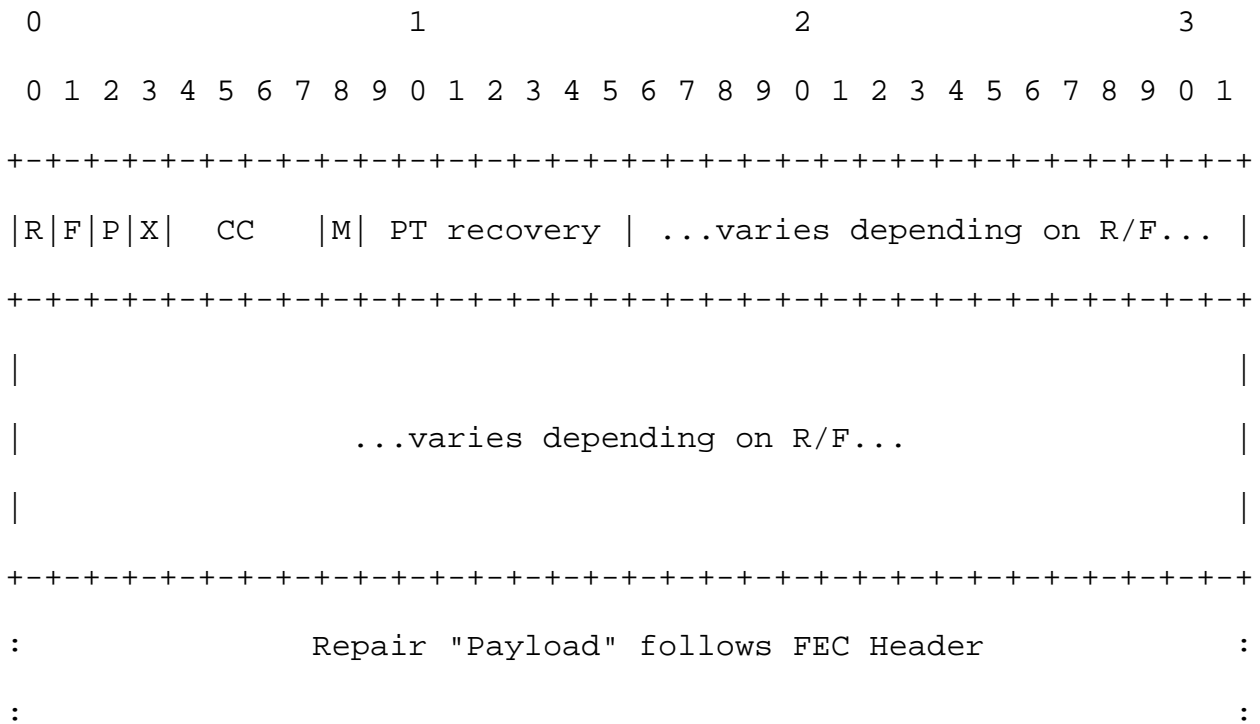 0                   1                   2                   3
 0 1 2 3 4 5 6 7 8 9 0 1 2 3 4 5 6 7 8 9 0 1 2 3 4 5 6 7 8 9 0 1
+-+-+-+-+-+-+-+-+-+-+-+-+-+-+-+-+-+-+-+-+-+-+-+-+-+-+-+-+-+-+-+-+
|R|F|P|X|  CC   |M| PT recovery | ...varies depending on R/F... |
+-+-+-+-+-+-+-+-+-+-+-+-+-+-+-+-+-+-+-+-+-+-+-+-+-+-+-+-+-+-+-+-+
|                                                               |
|                 ...varies depending on R/F...                 |
|                                                               |
+-+-+-+-+-+-+-+-+-+-+-+-+-+-+-+-+-+-+-+-+-+-+-+-+-+-+-+-+-+-+-+-+
:               Repair "Payload" follows FEC Header             :
:                                                               :